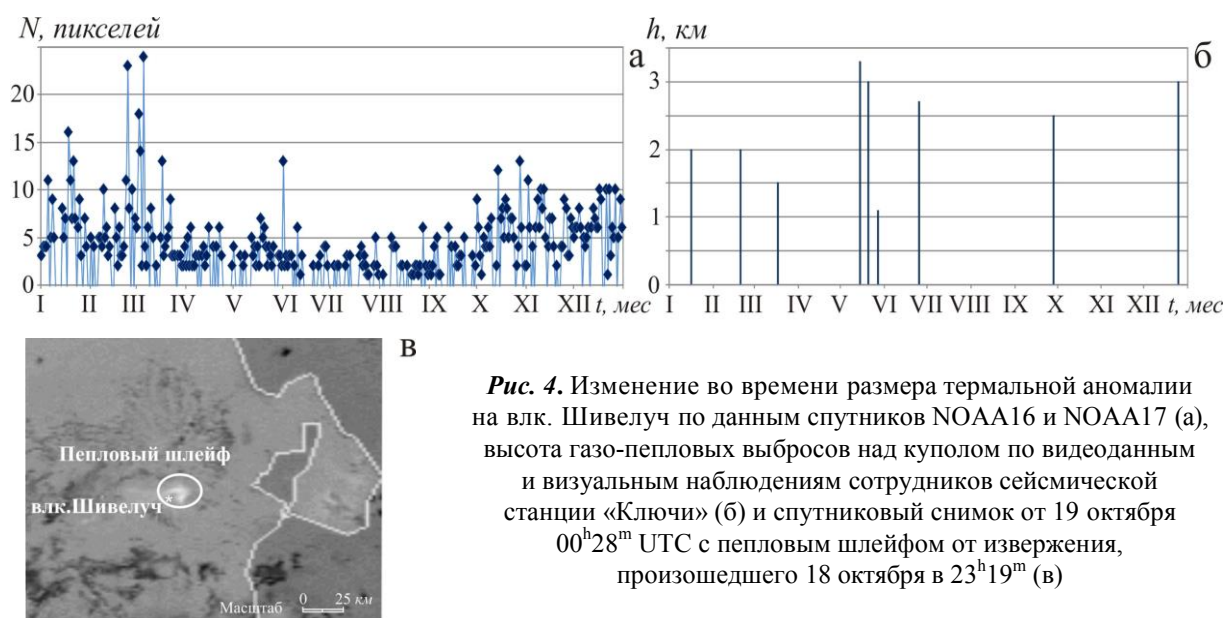 N, пикселей
а
20
15
10
5
0
I II III IV V VI VII VIII IX X XI XII t, мес
h, км
б
3
2
1
0
I II III IV V VI VII VIII IX X XI XII t, мес
в
Пепловый шлейф
влк.Шивелуч*
Масштаб 0 25 км
Рис. 4. Изменение во времени размера термальной аномалии
на влк. Шивелуч по данным спутников NOAA16 и NOAA17 (а),
высота газо-пепловых выбросов над куполом по видеоданным
и визуальным наблюдениям сотрудников сейсмической
станции «Ключи» (б) и спутниковый снимок от 19 октября
00ʰ28ᵐ UTC с пепловым шлейфом от извержения,
произошедшего 18 октября в 23ʰ19ᵐ (в)